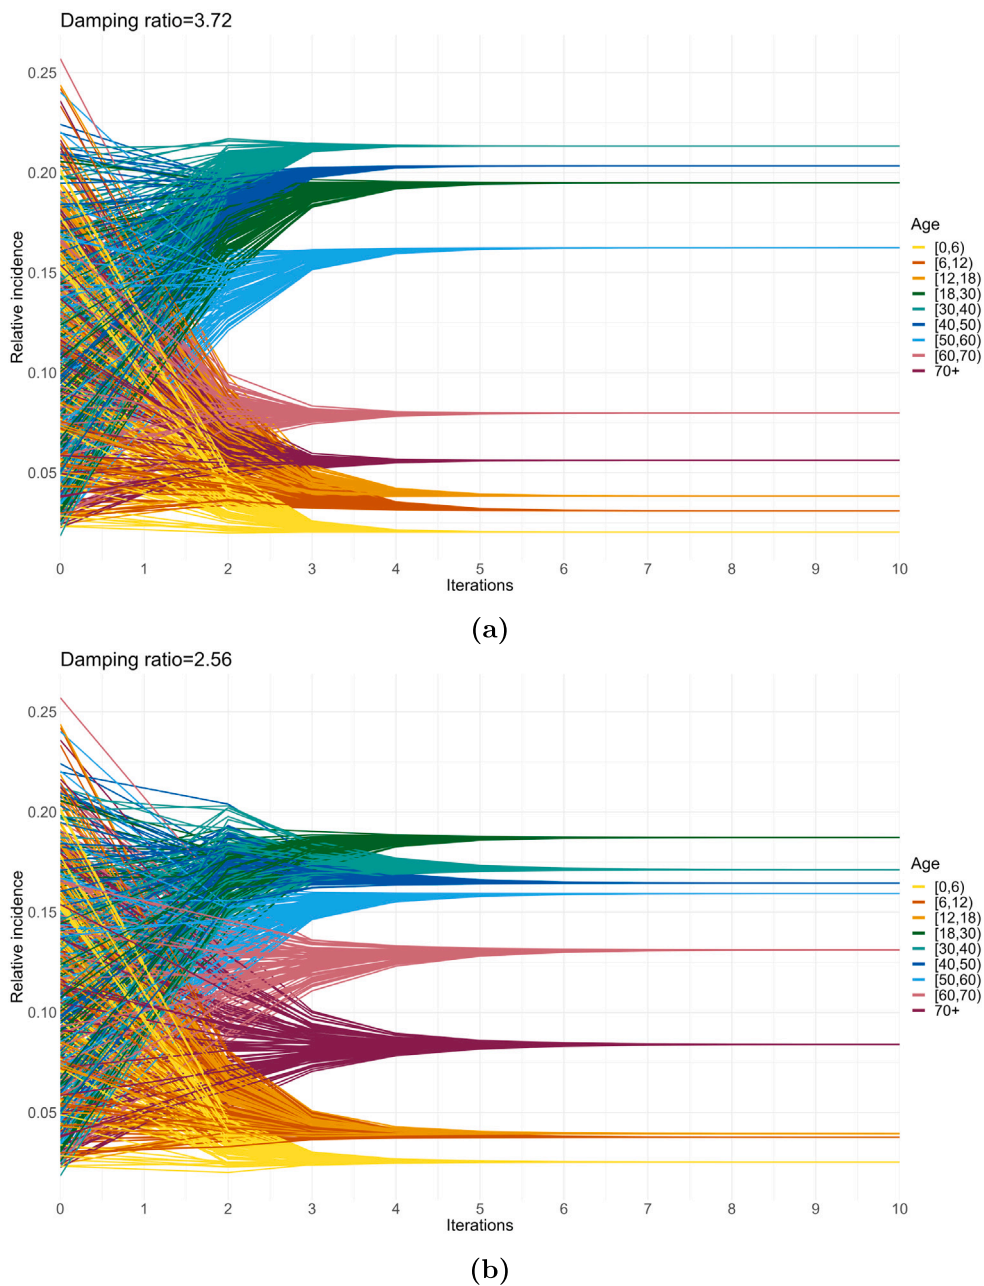 Damping ratio=3.72
Relative incidence
0.25
0.20
0.15
0.10
0.05
0 1 2 3 4 5 6 7 8 9 10
Iterations
Age
[0,6)
[6,12)
[12,18)
[18,30)
[30,40)
[40,50)
[50,60)
[60,70)
70+
(a)
Damping ratio=2.56
Relative incidence
0.25
0.20
0.15
0.10
0.05
0 1 2 3 4 5 6 7 8 9 10
Iterations
Age
[0,6)
[6,12)
[12,18)
[18,30)
[30,40)
[40,50)
[50,60)
[60,70)
70+
(b)